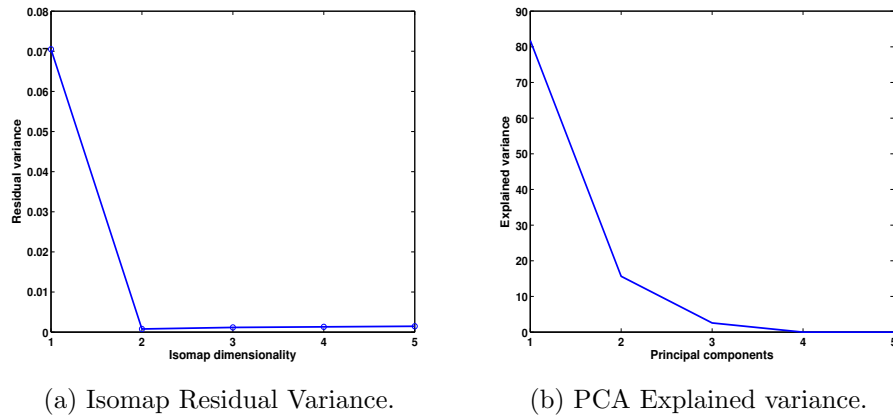 0.08
0.07
0.06
0.05
0.04
0.03
0.02
0.01
0
Residual variance
1 2 3 4 5
Isomap dimensionality
(a) Isomap Residual Variance.
90
80
70
60
50
40
30
20
10
0
Explained variance
1 2 3 4 5
Principal components
(b) PCA Explained variance.